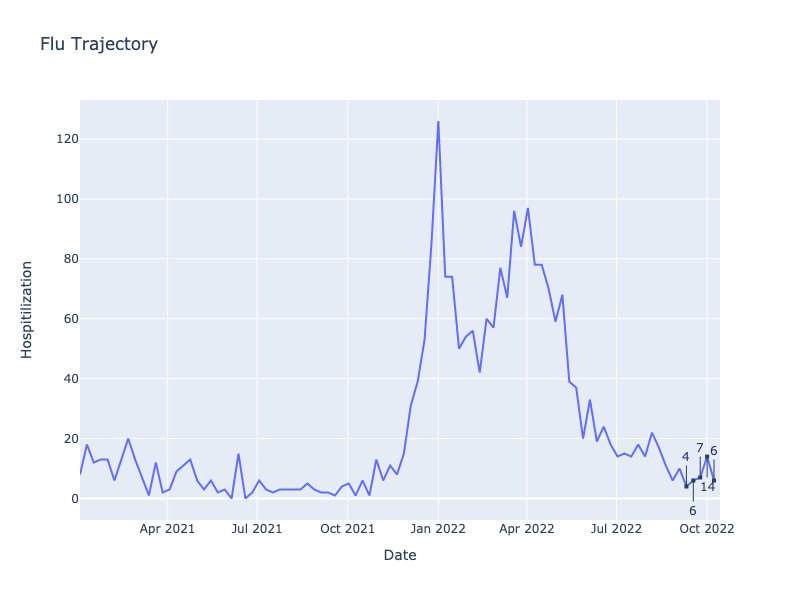 Flu Trajectory
120
100
80
60
40
20
0
Hospitilization
4
7
6
14
6
Apr 2021
Jul 2021
Oct 2021
Jan 2022
Apr 2022
Jul 2022
Oct 2022
Date